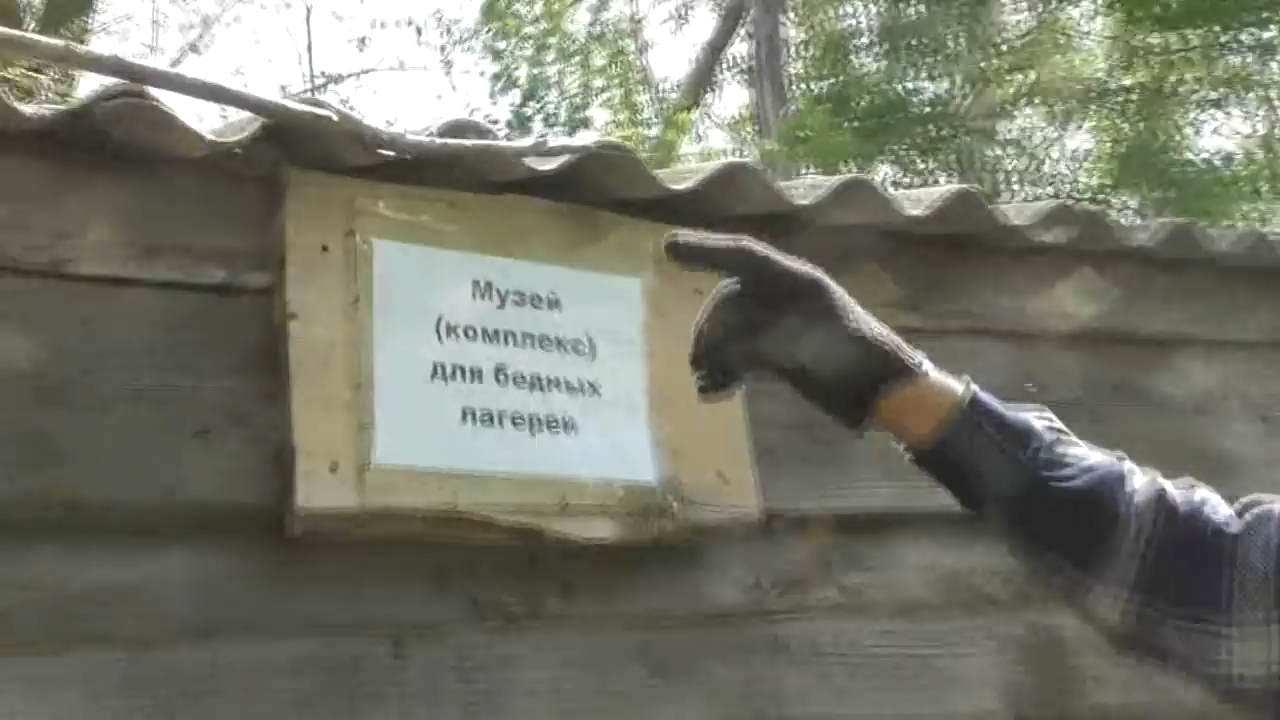 Музей
(комплекс)
для бедных
лагерей